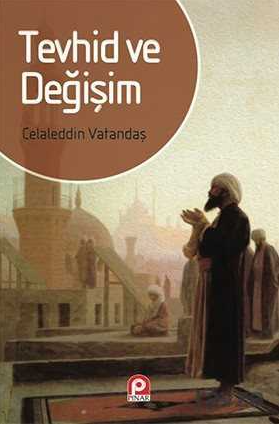 Tevhid ve
Değişim
Celaleddin Vatandaş
PINAR